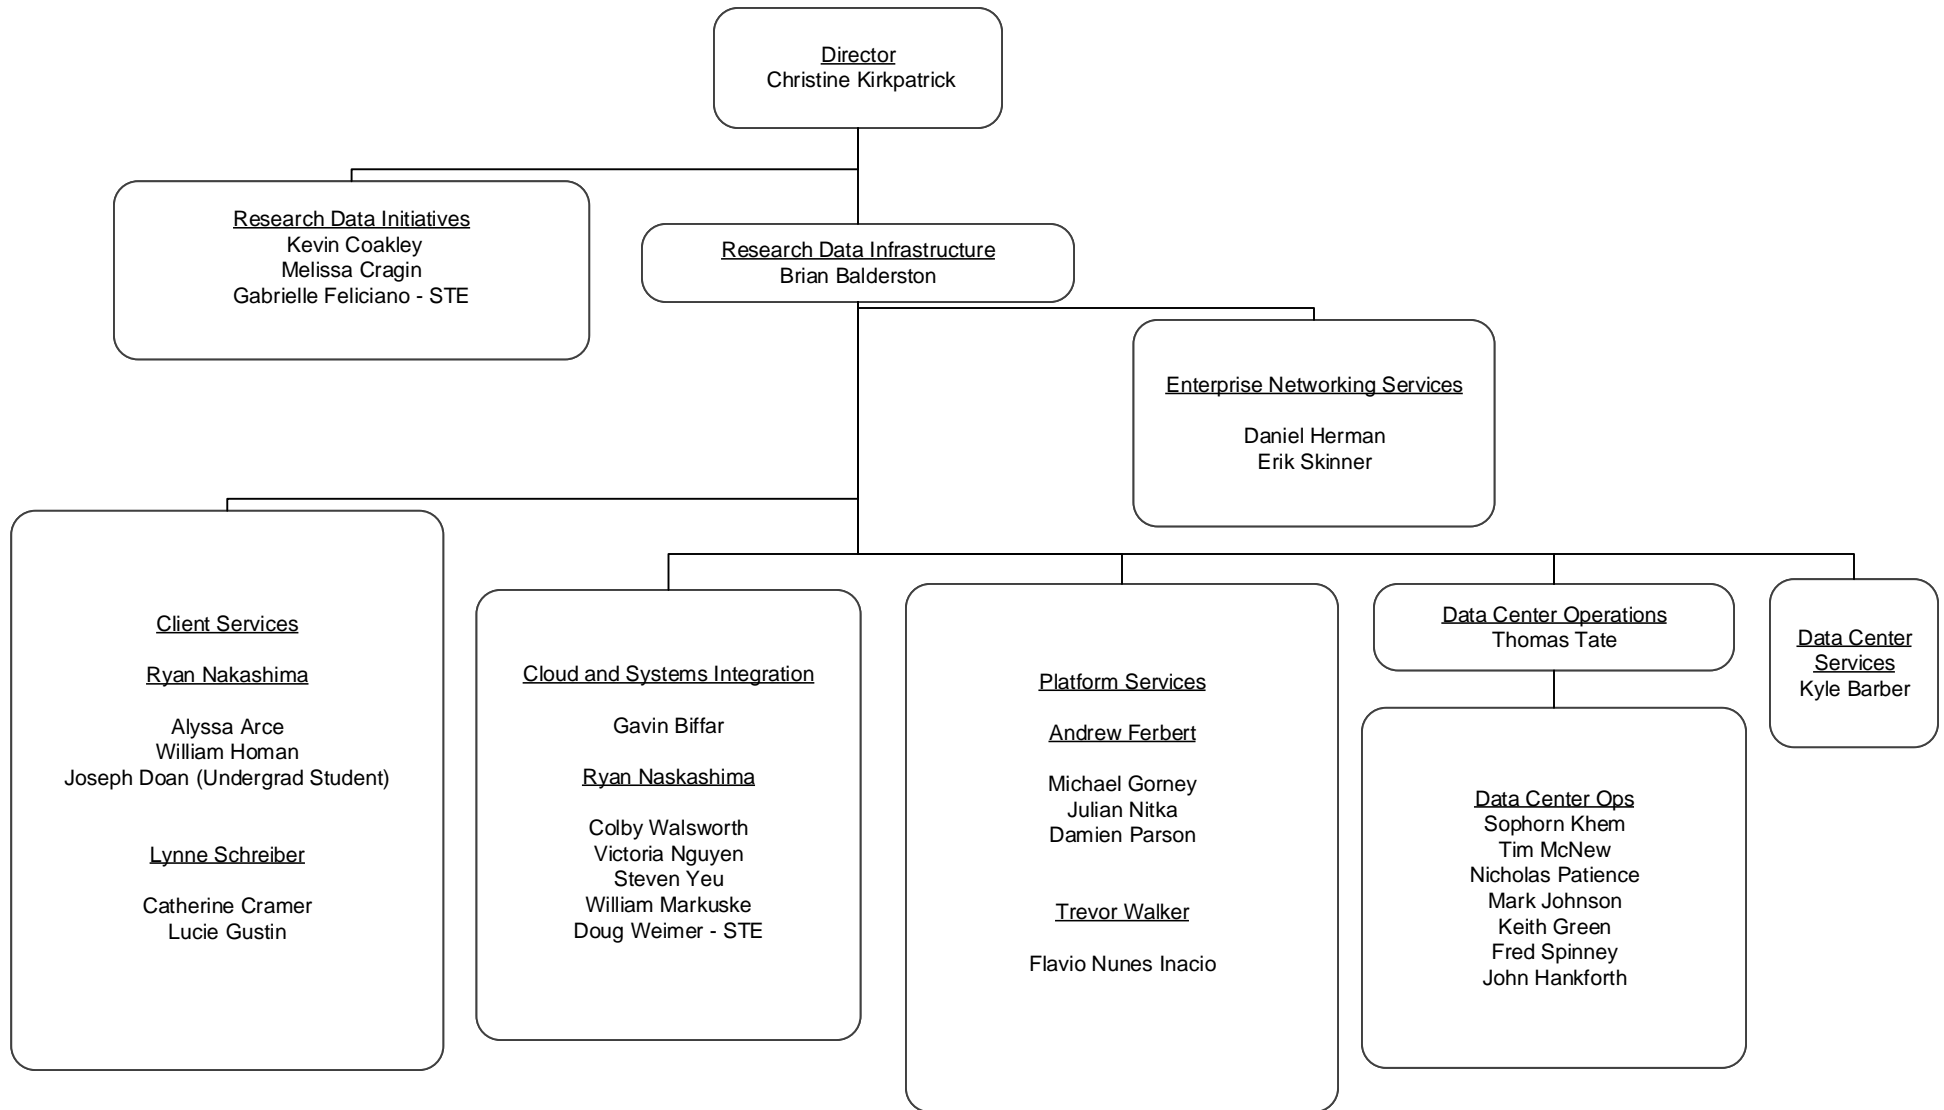 Director
Christine Kirkpatrick
Research Data Initiatives
Kevin Coakley
Melissa Cragin
Gabrielle Feliciano - STE
Research Data Infrastructure
Brian Balderston
Enterprise Networking Services
Daniel Herman
Erik Skinner
Client Services
Ryan Nakashima
Alyssa Arce
William Homan
Joseph Doan (Undergrad Student)
Lynne Schreiber
Catherine Cramer
Lucie Gustin
Cloud and Systems Integration
Gavin Biffar
Ryan Naskashima
Colby Walsworth
Victoria Nguyen
Steven Yeu
William Markuske
Doug Weimer - STE
Platform Services
Andrew Ferbert
Michael Gorney
Julian Nitka
Damien Parson
Trevor Walker
Flavio Nunes Inacio
Data Center Operations
Thomas Tate
Data Center Ops
Sophorn Khem
Tim McNew
Nicholas Patience
Mark Johnson
Keith Green
Fred Spinney
John Hankforth
Data Center
Services
Kyle Barber